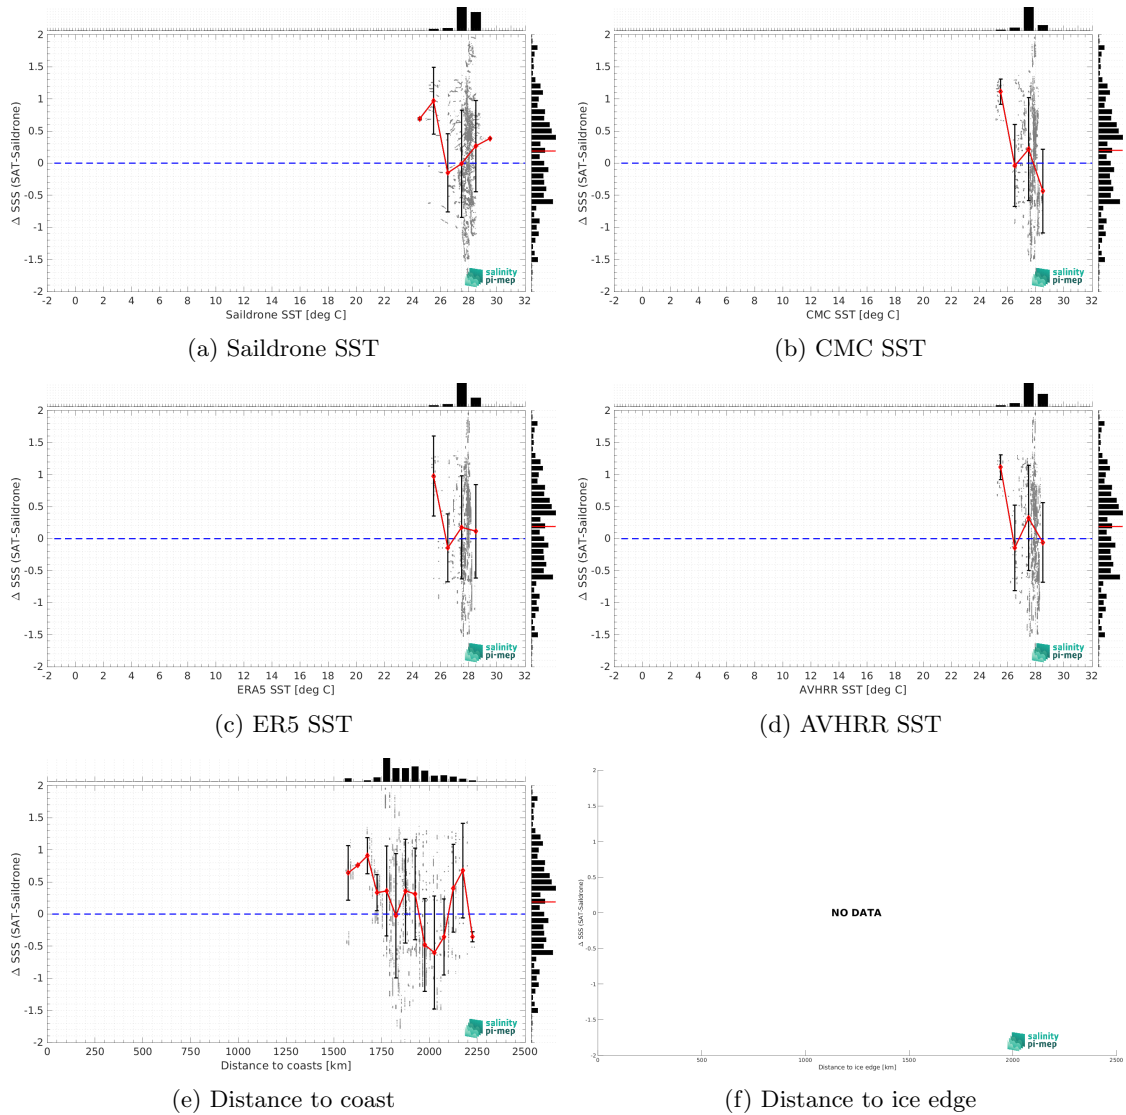 2
1.5
1
0.5
0
-0.5
-1
-1.5
-2
Δ SSS (SAT-Saildrone)
-2 0 2 4 6 8 10 12 14 16 18 20 22 24 26 28 30 32
Saildrone SST [deg C]
salinity
pi-mep
(a) Saildrone SST
2
1.5
1
0.5
0
-0.5
-1
-1.5
-2
Δ SSS (SAT-Saildrone)
-2 0 2 4 6 8 10 12 14 16 18 20 22 24 26 28 30 32
CMC SST [deg C]
salinity
pi-mep
(b) CMC SST
2
1.5
1
0.5
0
-0.5
-1
-1.5
-2
Δ SSS (SAT-Saildrone)
-2 0 2 4 6 8 10 12 14 16 18 20 22 24 26 28 30 32
ERA5 SST [deg C]
salinity
pi-mep
(c) ER5 SST
2
1.5
1
0.5
0
-0.5
-1
-1.5
-2
Δ SSS (SAT-Saildrone)
-2 0 2 4 6 8 10 12 14 16 18 20 22 24 26 28 30 32
AVHRR SST [deg C]
salinity
pi-mep
(d) AVHRR SST
2
1.5
1
0.5
0
-0.5
-1
-1.5
-2
Δ SSS (SAT-Saildrone)
0 250 500 750 1000 1250 1500 1750 2000 2250 2500
Distance to coasts [km]
salinity
pi-mep
(e) Distance to coast
2
1.5
1
0.5
0
-0.5
-1
-1.5
-2
Δ SSS (SAT-Saildrone)
NO DATA
0 500 1000 1500 2000 2500
Distance to ice edge [km]
salinity
pi-mep
(f) Distance to ice edge